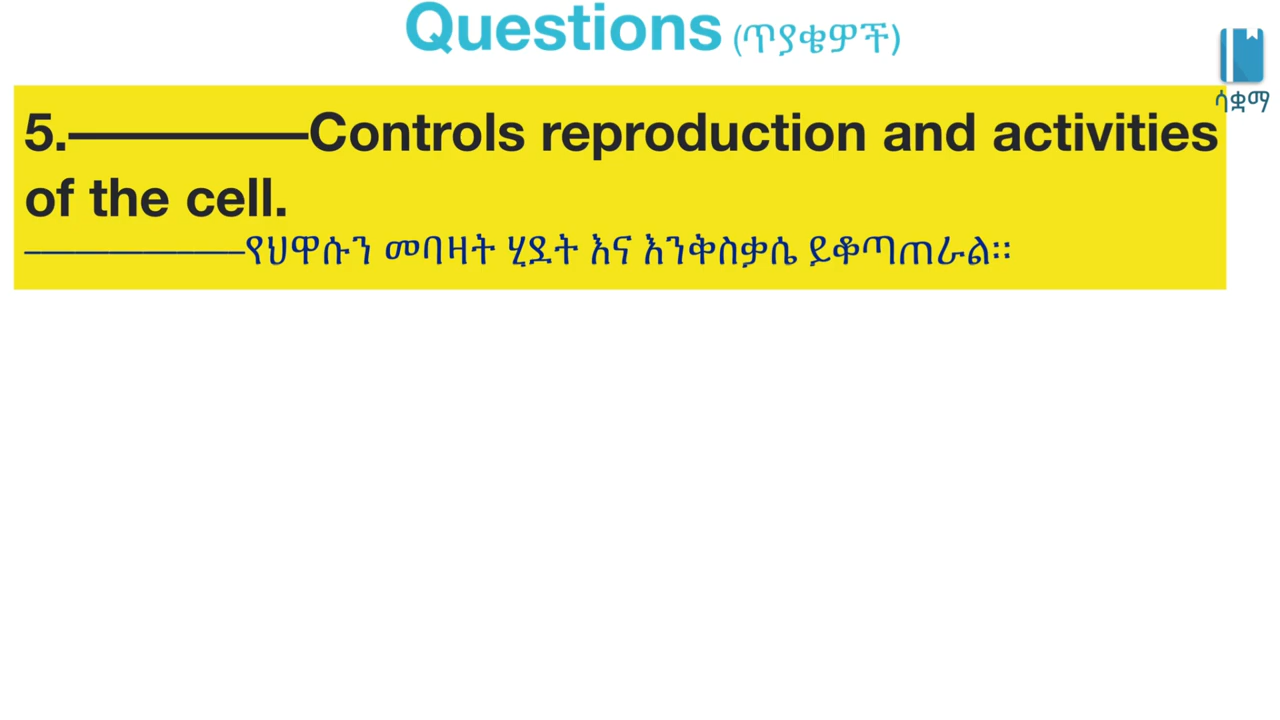 Questions (ጥያቄዎች)
ሳቋማ
5.————Controls reproduction and activities
of the cell.
—————————የህዋሱን መባዛት ሂደት እና እንቅስቃሴ ይቆጣጠራል፡፡